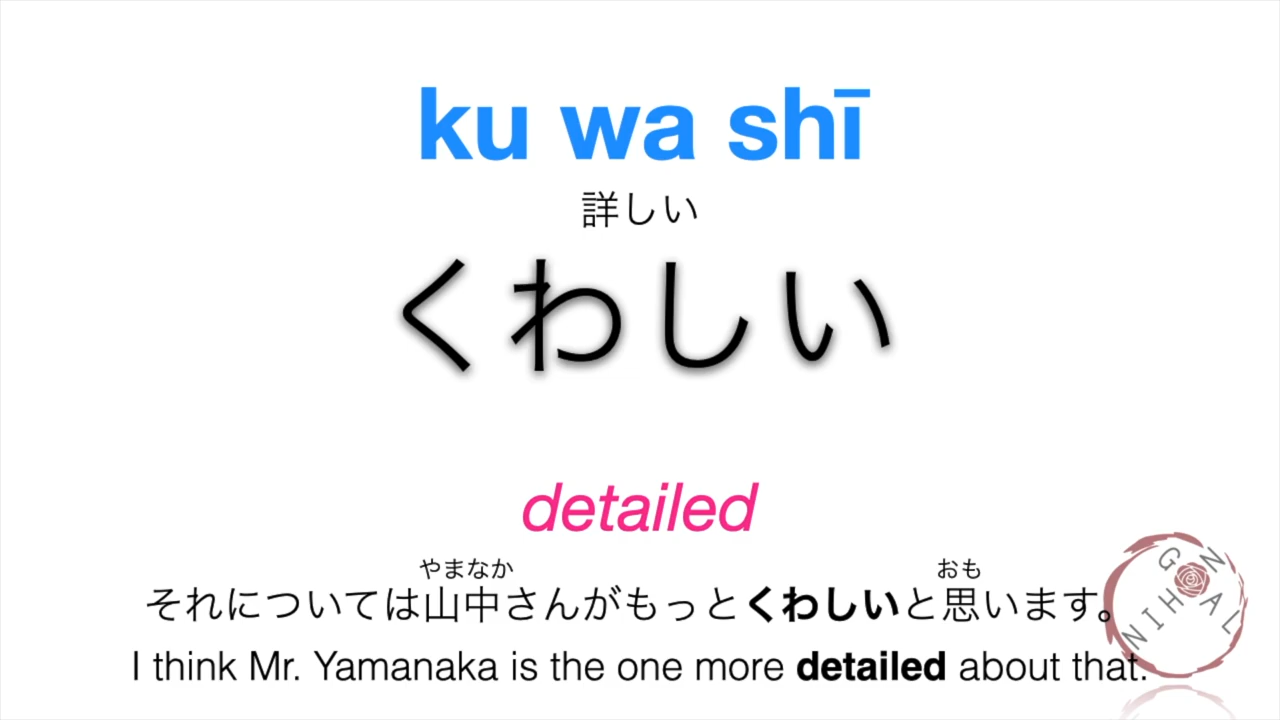 ku wa shī
詳しい
くわしい
detailed
やまなか おも
それについては山中さんがもっとくわしいと思います。
I think Mr. Yamanaka is the one more detailed about that.
NIHON GAL